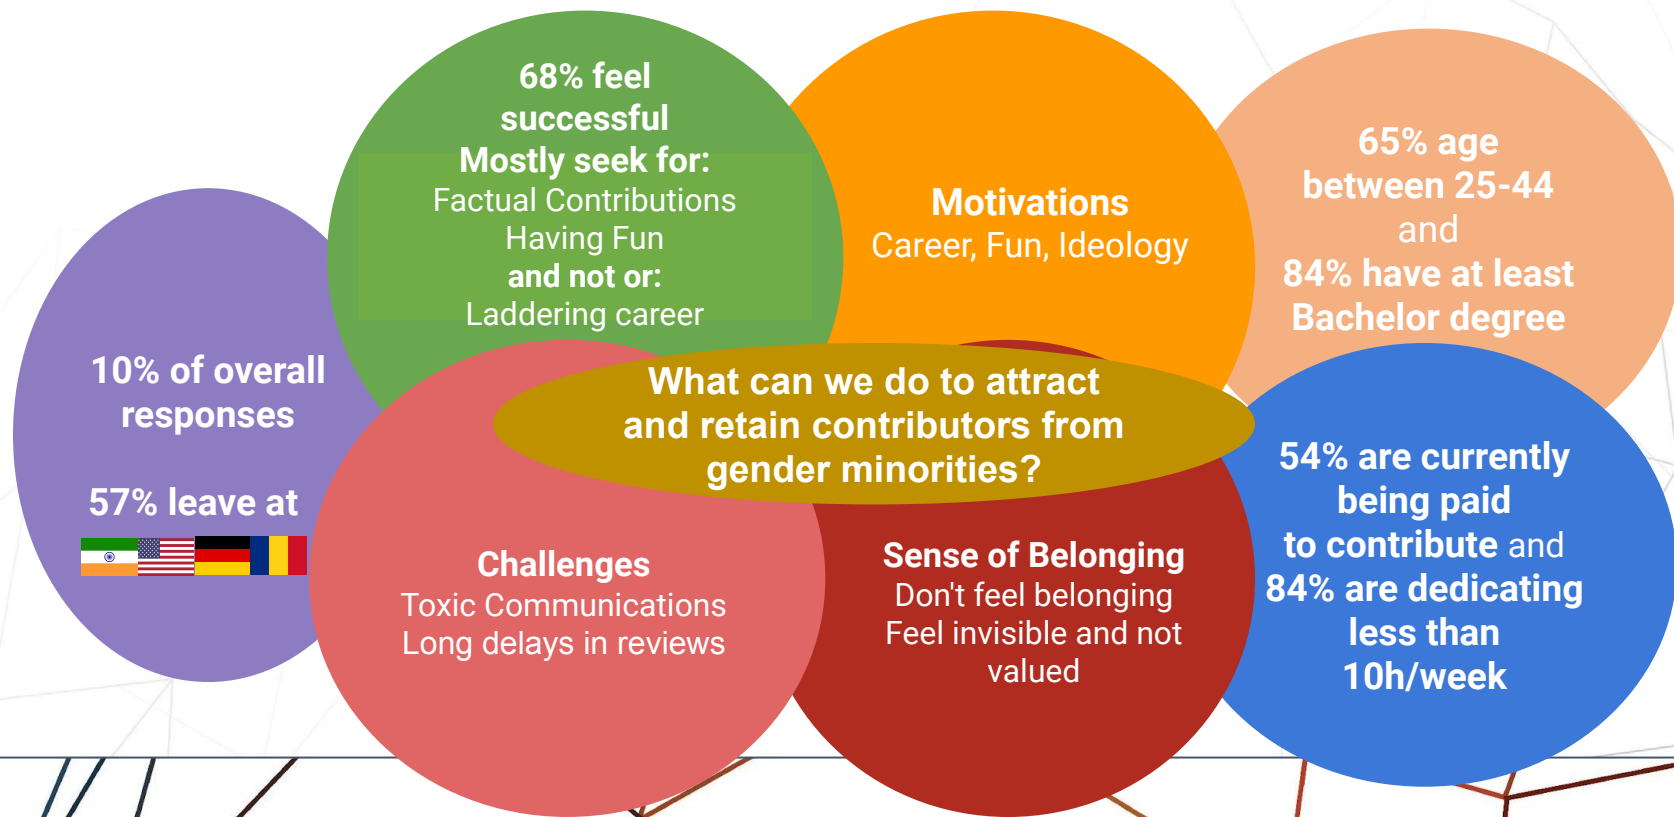 68% feel
successful
Mostly seek for:
Factual Contributions
Having Fun
and not or:
Laddering career
Motivations
Career, Fun, Ideology
65% age
between 25-44
and
84% have at least
Bachelor degree
10% of overall
responses
57% leave at
What can we do to attract
and retain contributors from
gender minorities?
Challenges
Toxic Communications
Long delays in reviews
Sense of Belonging
Don't feel belonging
Feel invisible and not
valued
54% are currently
being paid
to contribute and
84% are dedicating
less than
10h/week